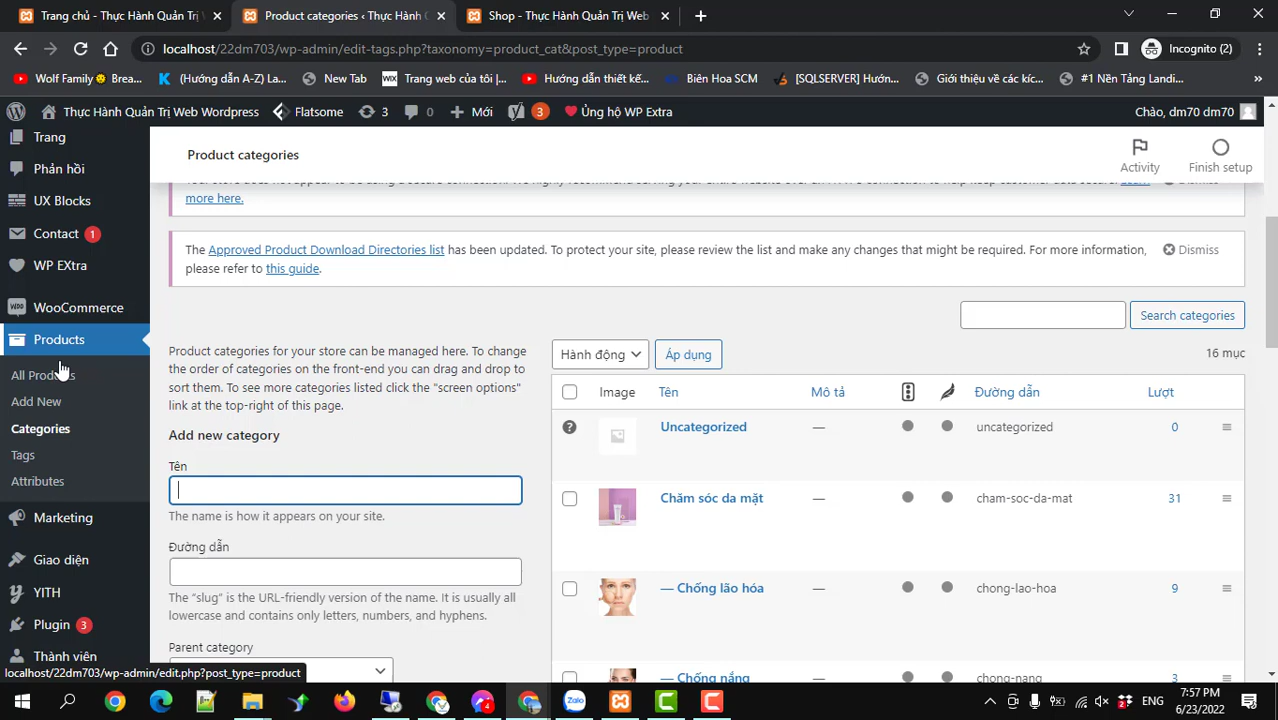 Trang chủ - Thực Hành Quản Trị W
Product categories ‹ Thực Hành Q
Shop - Thực Hành Quản Trị Web
localhost/22dm703/wp-admin/edit-tags.php?taxonomy=product_cat&post_type=product
Incognito (2)
Wolf Family Brea...
(Hướng dẫn A-Z) La...
New Tab
Trang web của tôi |...
Hướng dẫn thiết kế...
Biên Hoa SCM
[SQLSERVER] Hướn...
Giới thiệu về các kíc...
#1 Nền Tảng Landi...
Thực Hành Quản Trị Web Wordpress
Flatsome
3
0
Mới
3
Ủng hộ WP Extra
Chào, dm70 dm70
Trang
Phản hồi
UX Blocks
Contact 1
WP EXtra
WooCommerce
Products
All Products
Add New
Categories
Tags
Attributes
Marketing
Giao diện
YITH
Plugin 3
Thành viên
Product categories
Activity
Finish setup
more here.
Dismiss
The Approved Product Download Directories list has been updated. To protect your site, please review the list and make any changes that might be required. For more information,
please refer to this guide.
Dismiss
Search categories
Product categories for your store can be managed here. To change
the order of categories on the front-end you can drag and drop to
sort them. To see more categories listed click the "screen options"
link at the top-right of this page.
Add new category
Tên
The name is how it appears on your site.
Đường dẫn
The “slug” is the URL-friendly version of the name. It is usually all
lowercase and contains only letters, numbers, and hyphens.
Parent category
Hành động
Áp dụng
16 mục
Image Tên Mô tả Đường dẫn Lượt
Uncategorized — uncategorized 0
Chăm sóc da mặt — cham-soc-da-mat 31
— Chống lão hóa — chong-lao-hoa 9
— Chống nắng — chong-nang 3
localhost/22dm703/wp-admin/edit.php?post_type=product
ENG
7:57 PM
6/23/2022